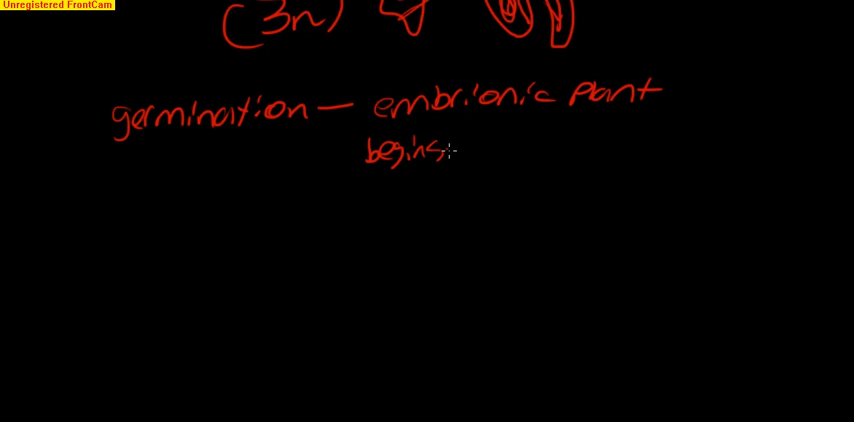 Unregistered FrontCam
(3n)
germination — embrionic plant
begins